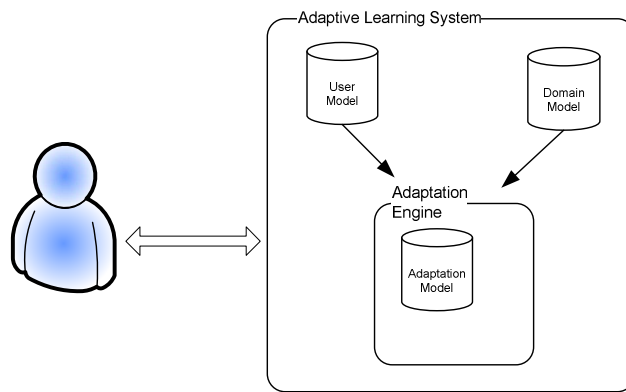 Adaptive Learning System
User
Model
Domain
Model
Adaptation
Engine
Adaptation
Model